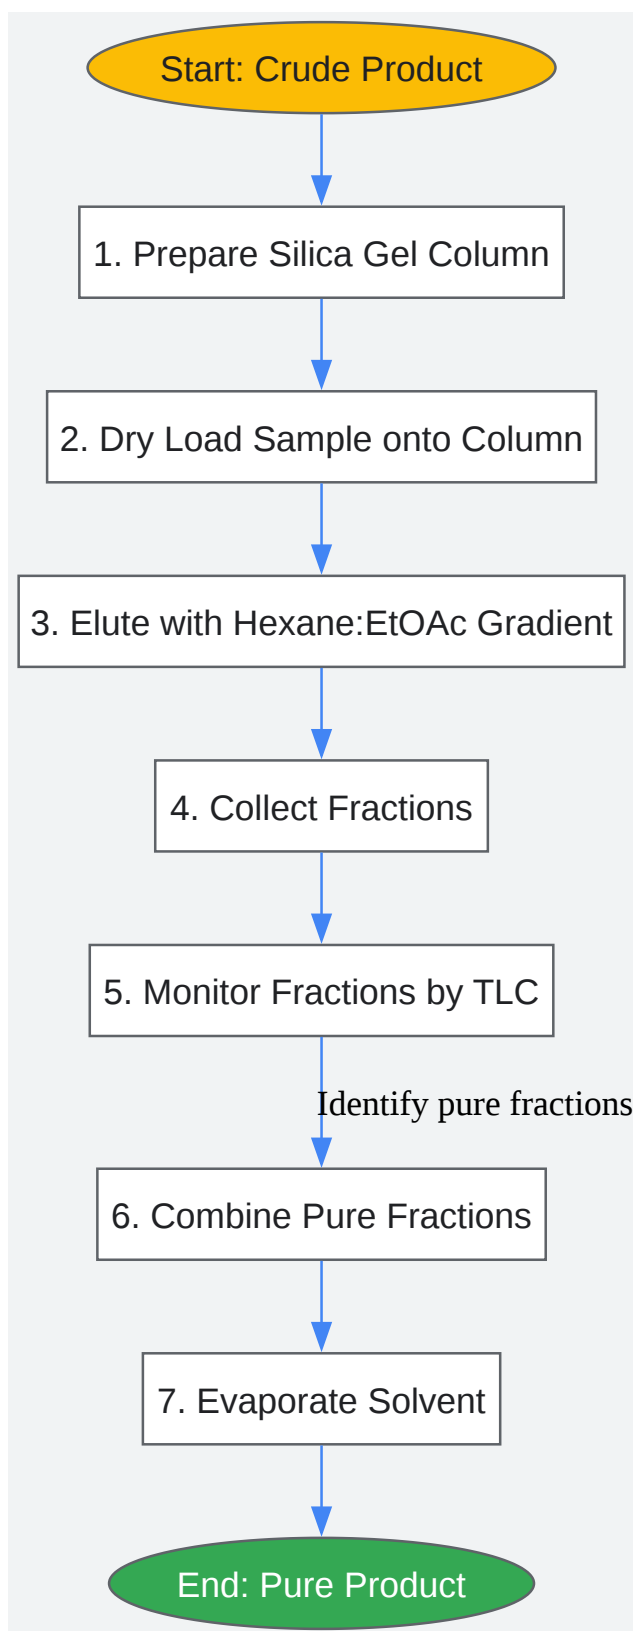 Start: Crude Product
1. Prepare Silica Gel Column
2. Dry Load Sample onto Column
3. Elute with Hexane:EtOAc Gradient
4. Collect Fractions
5. Monitor Fractions by TLC
Identify pure fractions
6. Combine Pure Fractions
7. Evaporate Solvent
End: Pure Product